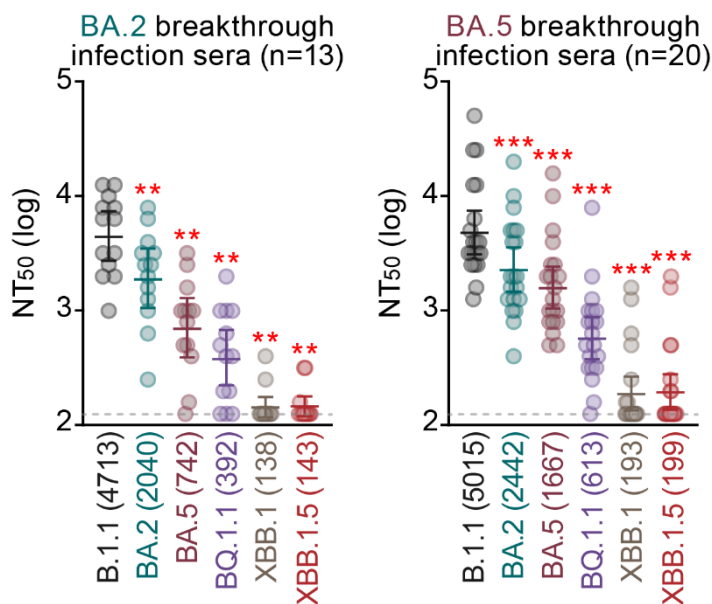 BA.2 breakthrough
infection sera (n=13)
NT50 (log)
5
4
3
2
**
**
**
**
**
B.1.1 (4713)
BA.2 (2040)
BA.5 (742)
BQ.1.1 (392)
XBB.1 (138)
XBB.1.5 (143)
BA.5 breakthrough
infection sera (n=20)
NT50 (log)
5
4
3
2
***
***
***
***
***
B.1.1 (5015)
BA.2 (2442)
BA.5 (1667)
BQ.1.1 (613)
XBB.1 (193)
XBB.1.5 (199)